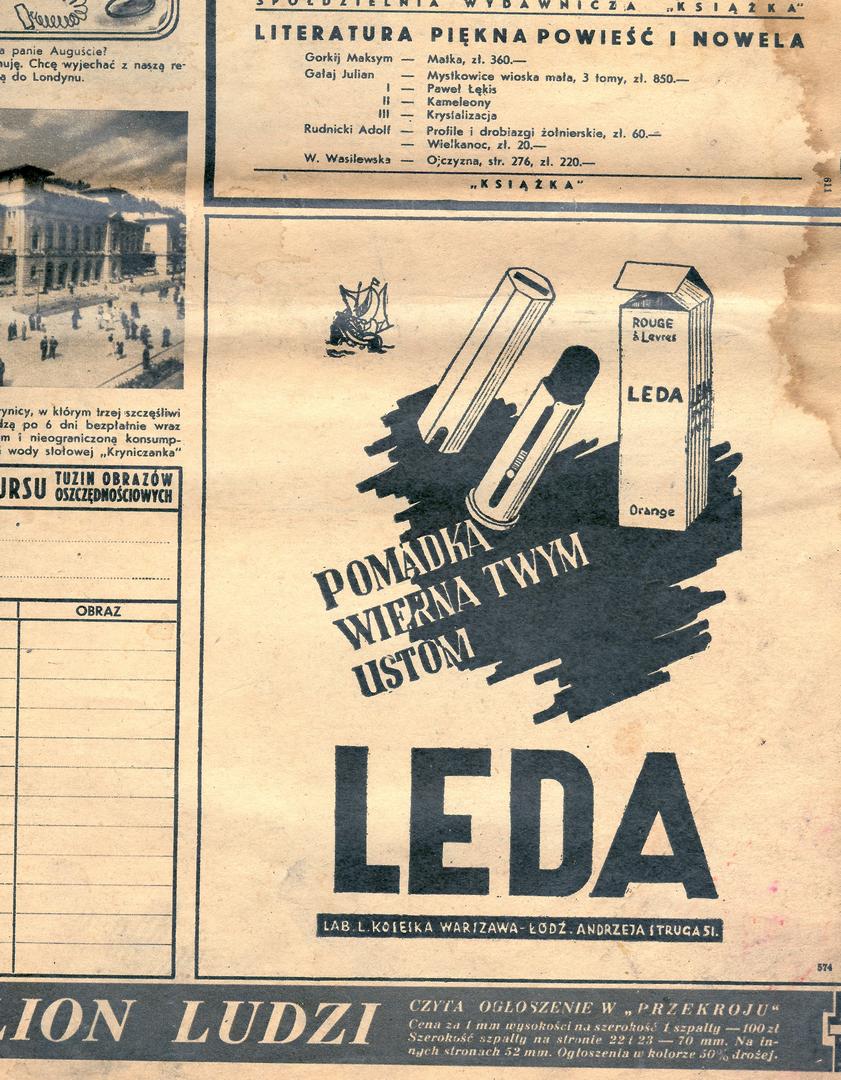 SPÓŁDZIELNIA WYDAWNICZA „KSIĄŻKA“
LITERATURA PIĘKNA POWIEŚĆ I NOWELA
Gorkij Maksym — Matka, zł. 360.—
Gałaj Julian — Mystkowice wioska mała, 3 tomy, zł. 850.—
I — Paweł Łękis
II — Kameleony
III — Krystalizacja
Rudnicki Adolf — Profile i drobiazgi żołnierskie, zł. 60.—
— Wielkanoc, zł. 20.—
W. Wasilewska — Ojczyzna, str. 276, zł. 220.—
„KSIĄŻKA“
611
a panie Auguście?
nuję. Chcę wyjechać z naszą re-
ą do Londynu.
ynicy, w którym trzej szczęśliwi
dzą po 6 dni bezpłatnie wraz
m i nieograniczoną konsump-
i wody stołowej „Kryniczanka“
URSU TUZIN OBRAZÓW
OSZCZĘDNOŚCIOWYCH
OBRAZ
ROUGE
à Levres
LEDA
Orange
POMADKA
WIERNA TWYM
USTOM
LEDA
LAB. L. KOIEISKA WARSZAWA-ŁÓDŹ. ANDRZEJA STRUGA 51.
574
LION LUDZI
CZYTA OGŁOSZENIE W „PRZEKROJU“
Cena za 1 mm wysokości na szerokość 1 szpalty — 100 zł
Szerokość szpalty na stronie 22 i 23 — 70 mm. Na in-
nych stronach 52 mm. Ogłoszenia w kolorze 50% drożej.